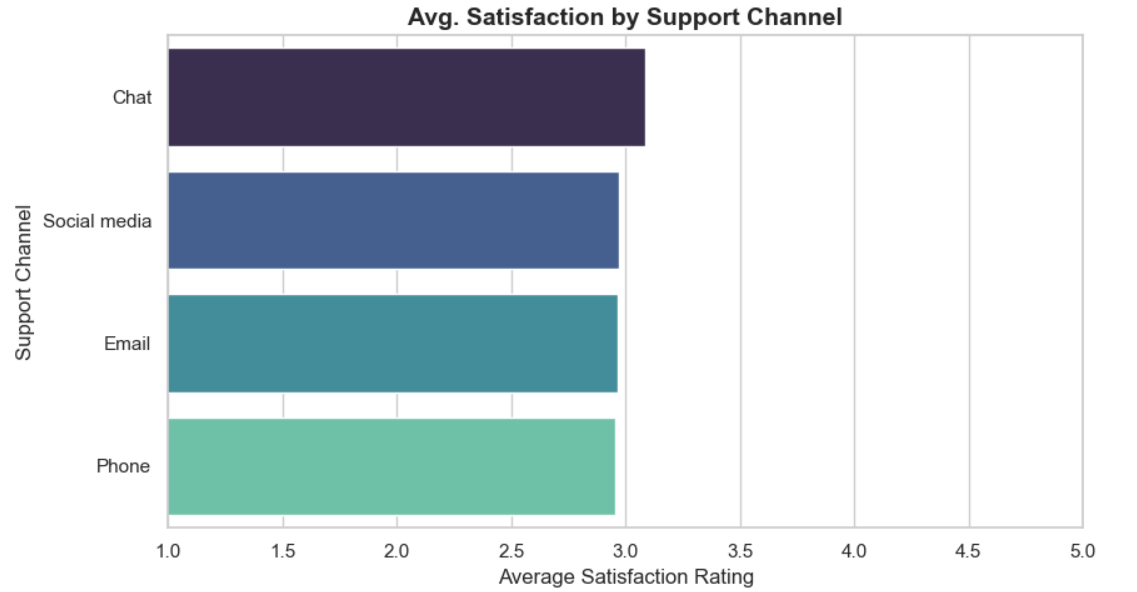 Avg. Satisfaction by Support Channel
Support Channel
Chat
Social media
Email
Phone
1.0 1.5 2.0 2.5 3.0 3.5 4.0 4.5 5.0
Average Satisfaction Rating